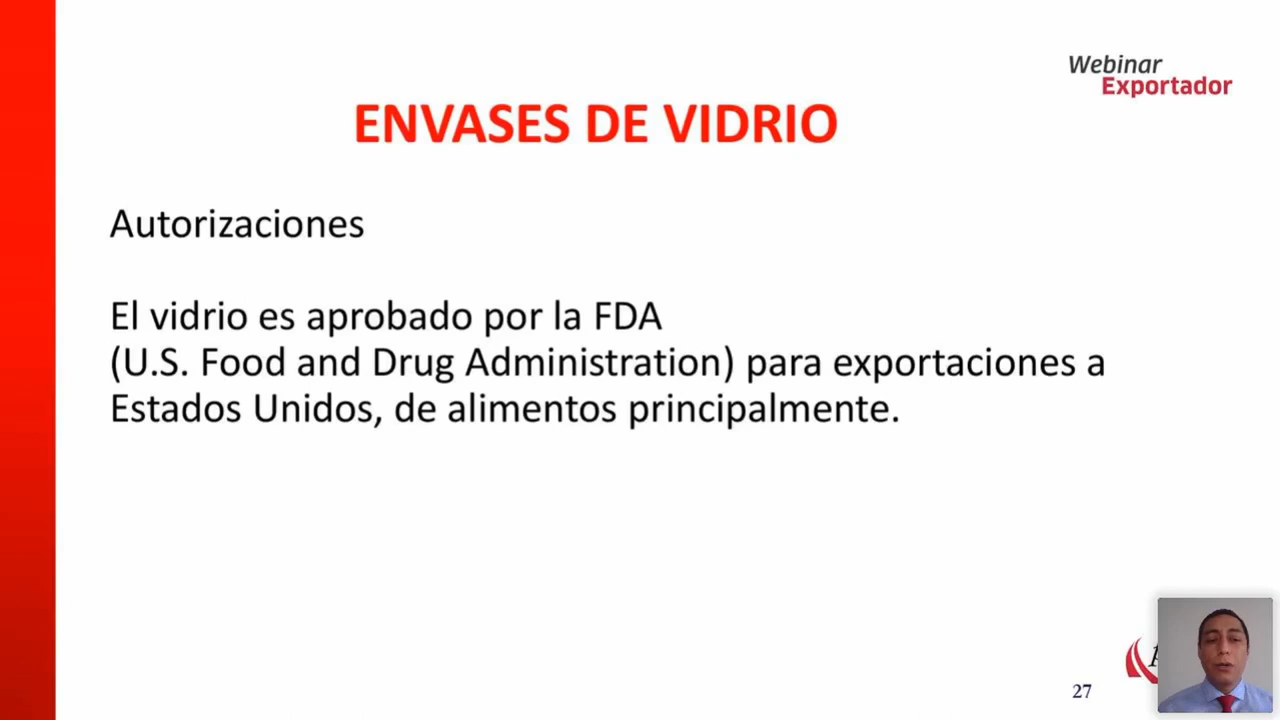 Webinar
Exportador
ENVASES DE VIDRIO
Autorizaciones
El vidrio es aprobado por la FDA
(U.S. Food and Drug Administration) para exportaciones a
Estados Unidos, de alimentos principalmente.
27